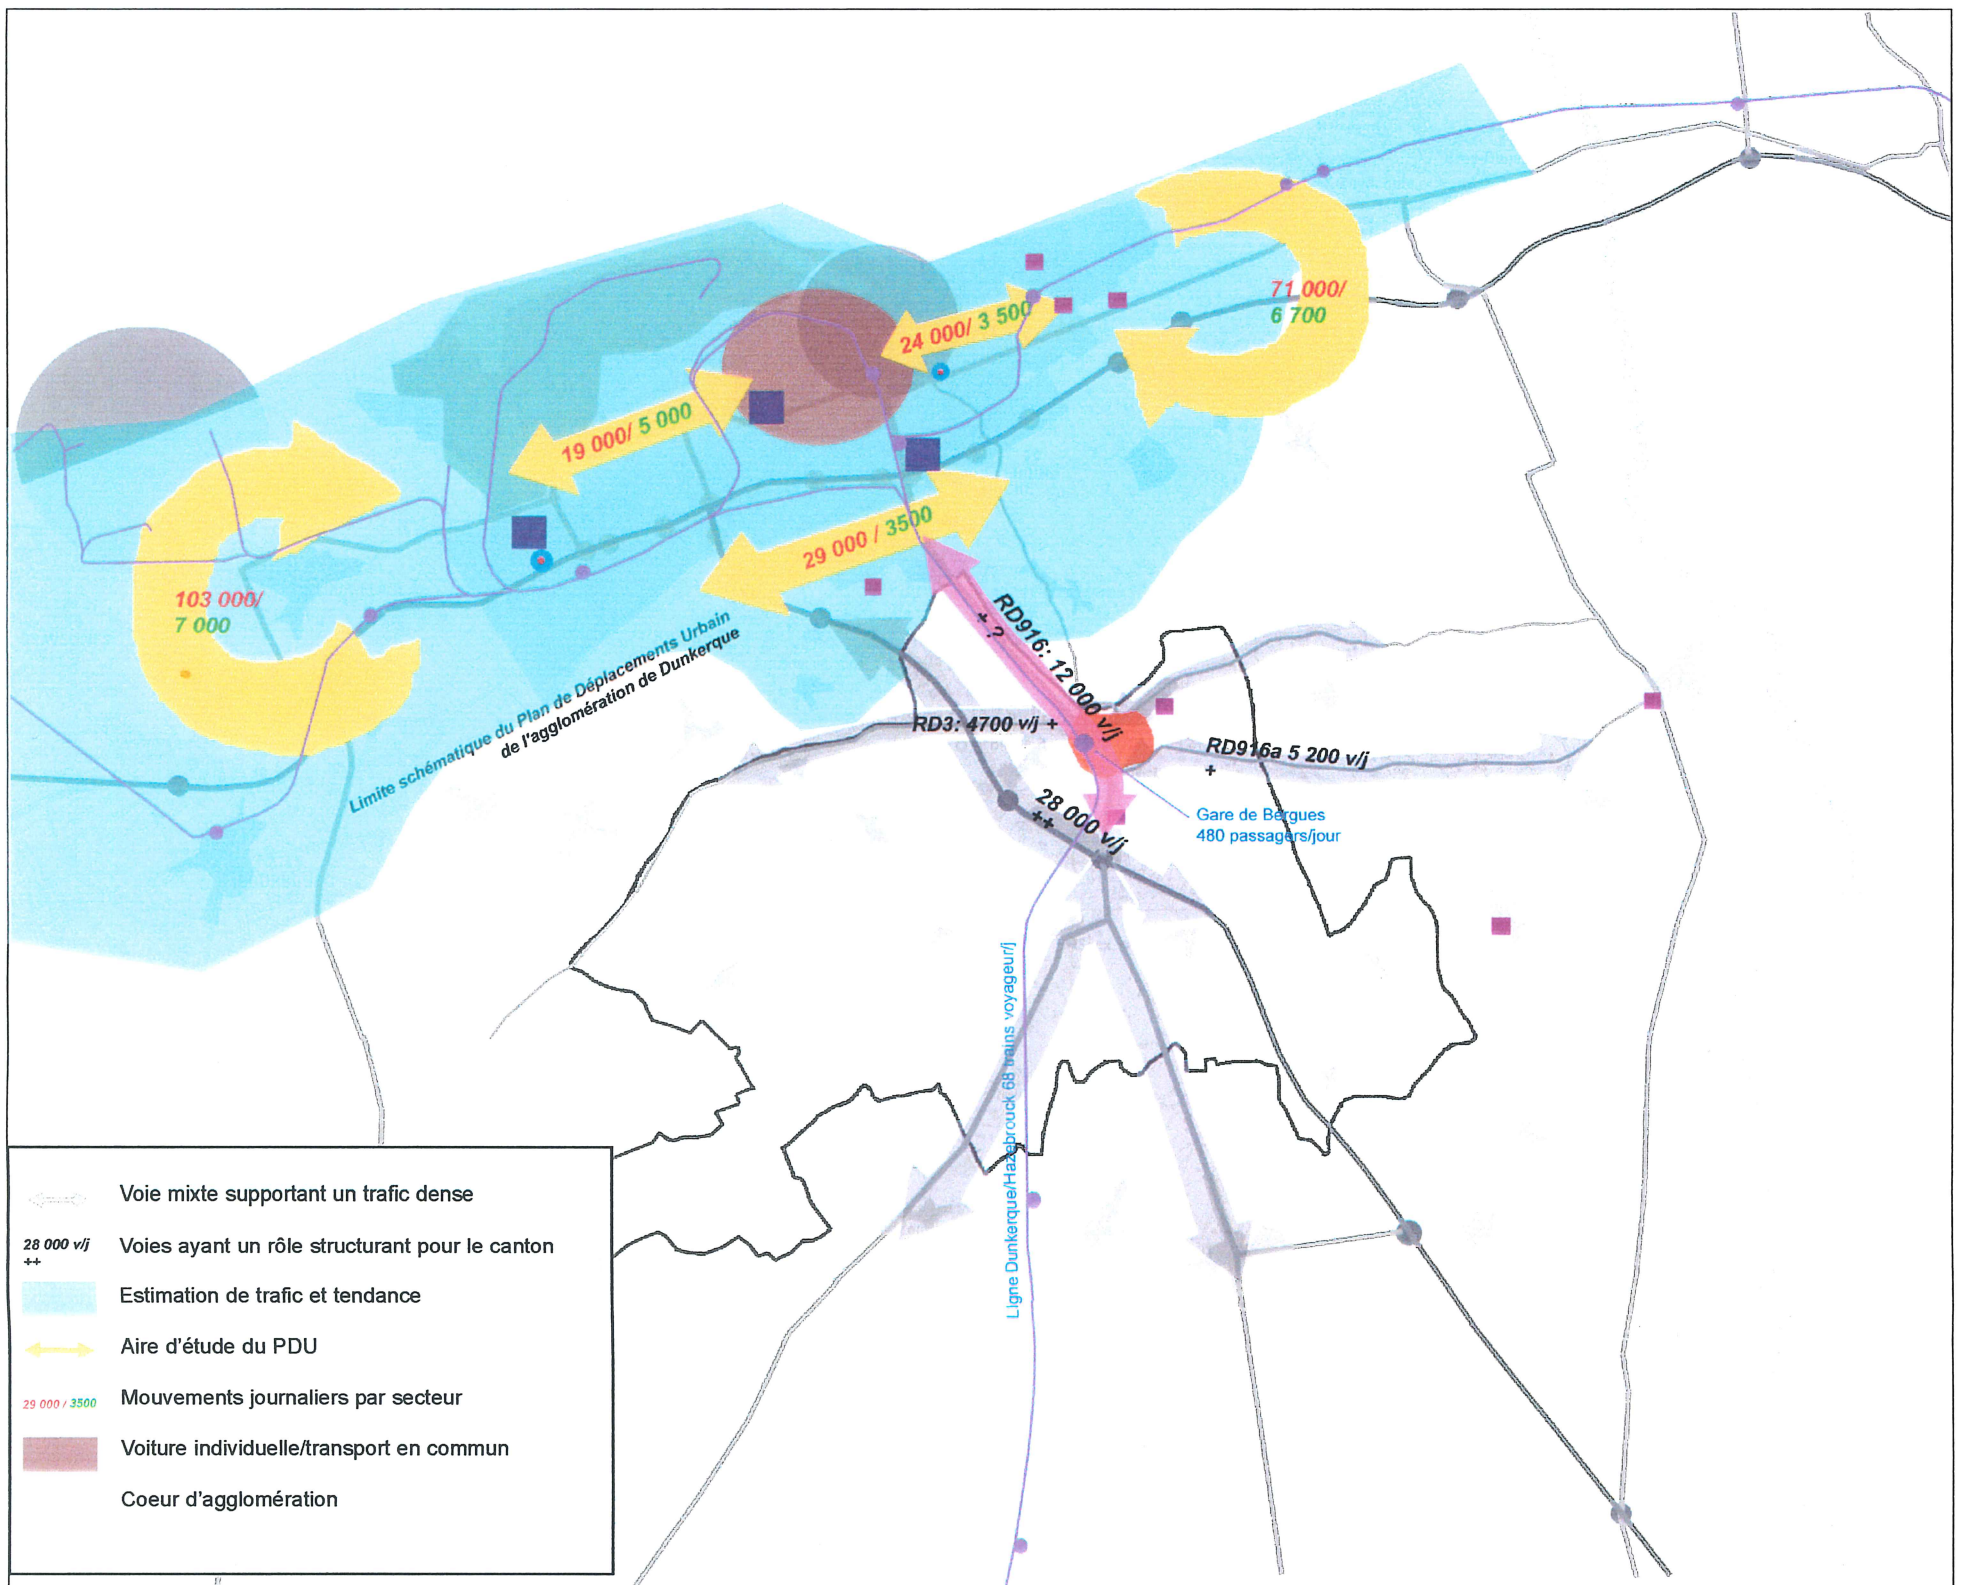 71 000/
6 700
24 000/ 3 500
19 000/ 5 000
29 000 / 3500
103 000/
7 000
Limite schématique du Plan de Déplacements Urbain
de l'agglomération de Dunkerque
RD916: 12 000 v/j
+ ?
RD3: 4700 v/j +
RD916a 5 200 v/j
+
28 000 v/j
++
Gare de Bergues
480 passagers/jour
Ligne Dunkerque/Hazebrouck 68 trains voyageur/j
Voie mixte supportant un trafic dense
28 000 v/j
++
Voies ayant un rôle structurant pour le canton
Estimation de trafic et tendance
Aire d'étude du PDU
29 000 / 3500
Mouvements journaliers par secteur
Voiture individuelle/transport en commun
Coeur d'agglomération